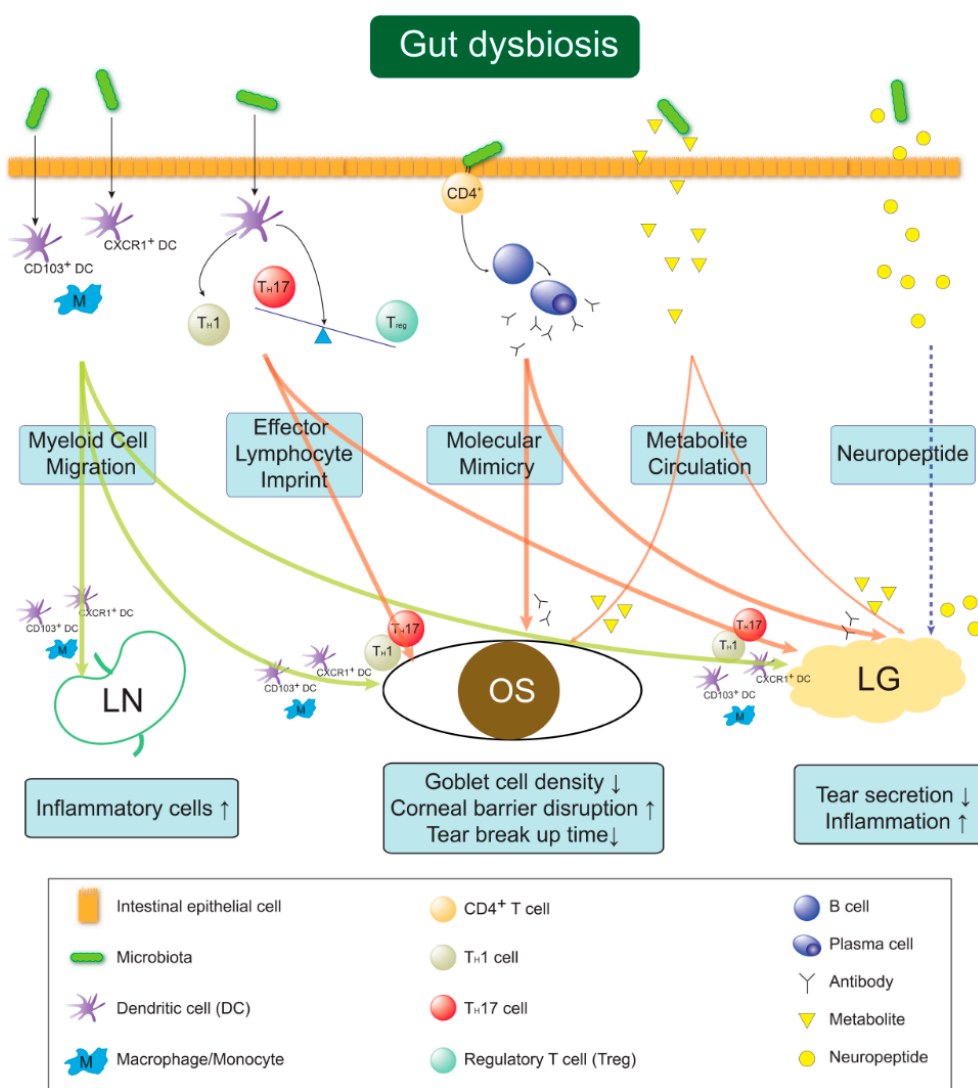 Gut dysbiosis
CD4⁺
CXCR1⁺ DC
CD103⁺ DC
M
TH17
TH1
Treg
Myeloid Cell
Migration
Effector
Lymphocyte
Imprint
Molecular
Mimicry
Metabolite
Circulation
Neuropeptide
CXCR1⁺ DC
CD103⁺ DC
M
TH17
TH1
CXCR1⁺ DC
CD103⁺ DC
M
TH17
TH1
CXCR1⁺ DC
CD103⁺ DC
M
LN
OS
LG
Inflammatory cells ↑
Goblet cell density ↓
Corneal barrier disruption ↑
Tear break up time↓
Tear secretion ↓
Inflammation ↑
Intestinal epithelial cell
Microbiota
Dendritic cell (DC)
M
Macrophage/Monocyte
CD4⁺ T cell
TH1 cell
TH17 cell
Regulatory T cell (Treg)
B cell
Plasma cell
Antibody
Metabolite
Neuropeptide